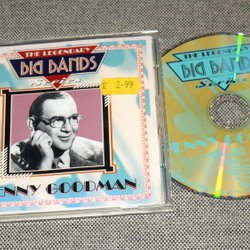 THE LEGENDARY
BIG BANDS
Series
£ 2.99
ENNY GOODMAN
THE LEGENDARY
BIG BANDS
Series